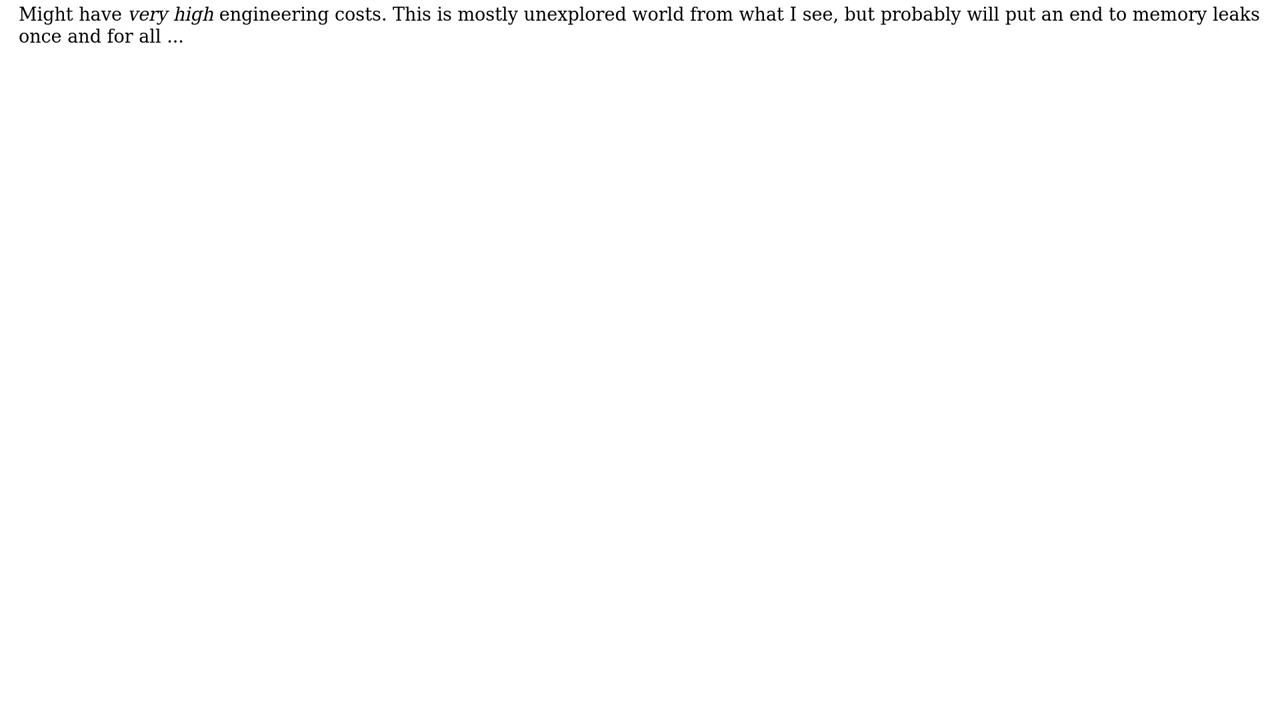 Might have very high engineering costs. This is mostly unexplored world from what I see, but probably will put an end to memory leaks
once and for all ...